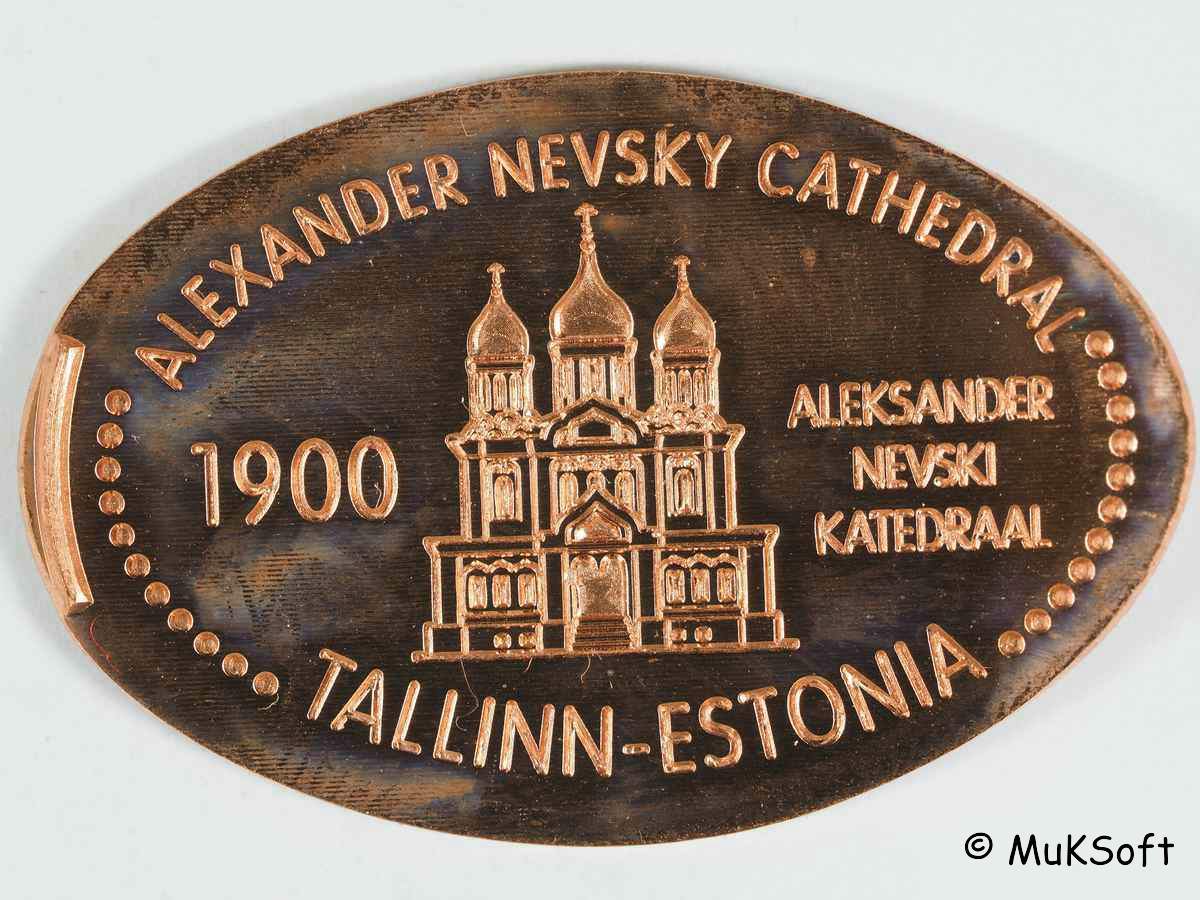 ALEXANDER NEVSKY CATHEDRAL
1900
ALEKSANDER
NEVSKI
KATEDRAAL
TALLINN-ESTONIA
© MuKSoft